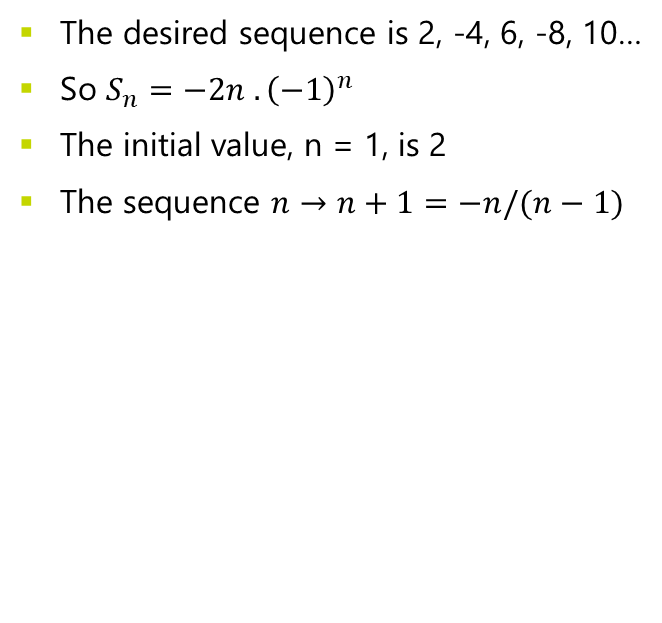 The desired sequence is 2, -4, 6, -8, 10…
So Sₙ = −2n . (−1)ⁿ
The initial value, n = 1, is 2
The sequence n → n + 1 = −n/(n − 1)